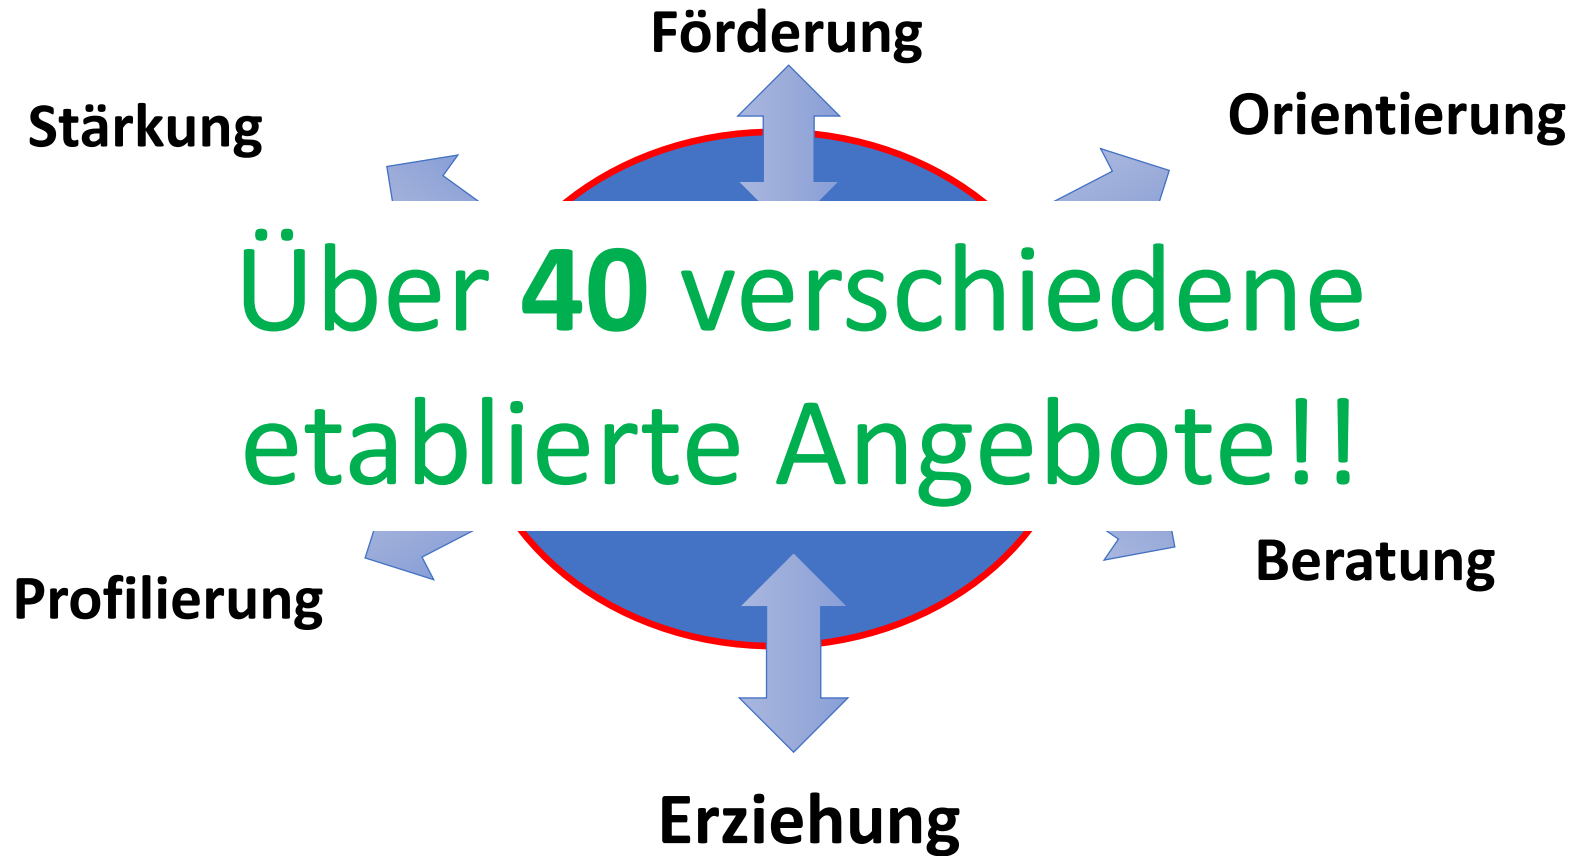 Förderung
Stärkung
Orientierung
Über 40 verschiedene
etablierte Angebote!!
Profilierung
Beratung
Erziehung